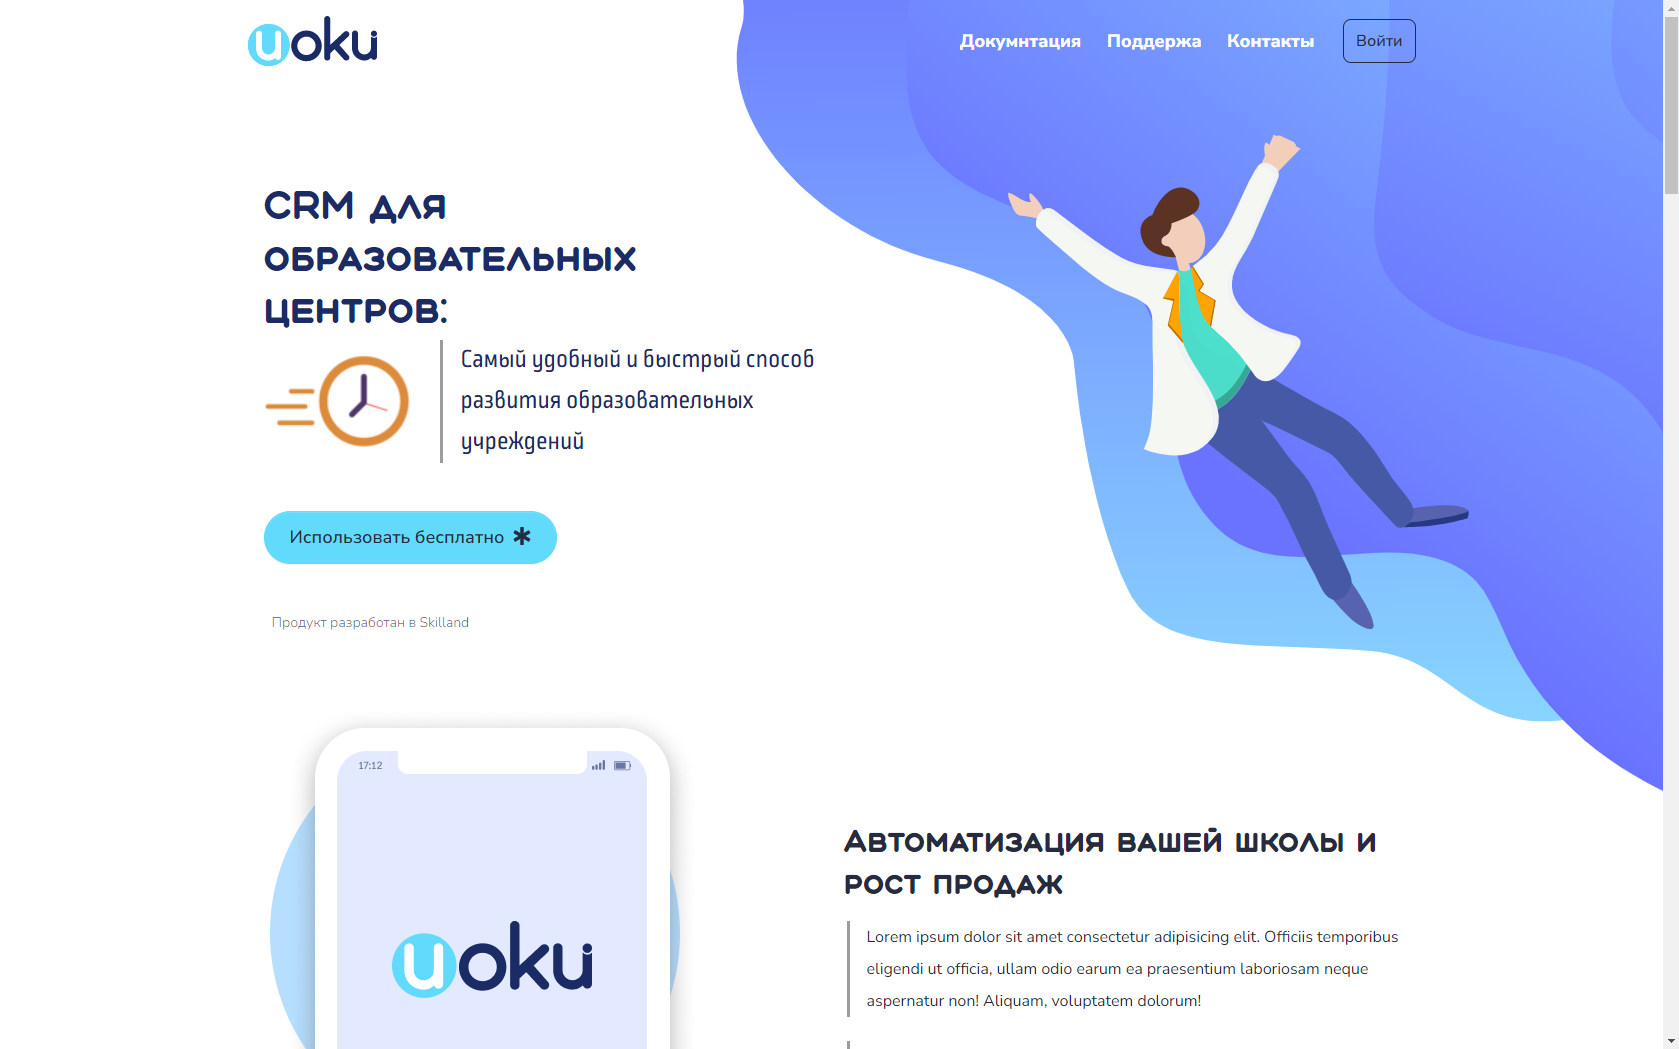 uoku
Докумнтация Поддержа Контакты Войти
CRM для
образовательных
центров:
Самый удобный и быстрый способ
развития образовательных
учреждений
Использовать бесплатно *
Продукт разработан в Skilland
17:12
uoku
Автоматизация вашей школы и
рост продаж
Lorem ipsum dolor sit amet consectetur adipisicing elit. Officiis temporibus
eligendi ut officia, ullam odio earum ea praesentium laboriosam neque
aspernatur non! Aliquam, voluptatem dolorum!